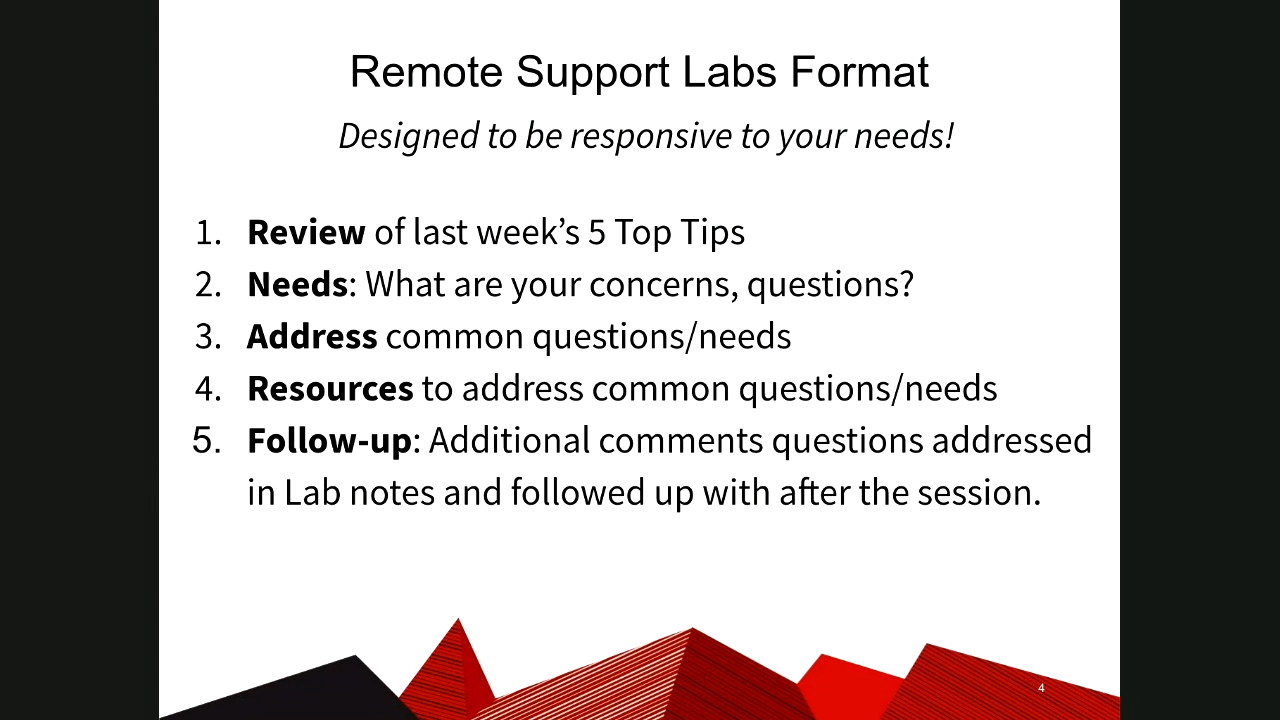 Remote Support Labs Format
Designed to be responsive to your needs!
1. Review of last week’s 5 Top Tips
2. Needs: What are your concerns, questions?
3. Address common questions/needs
4. Resources to address common questions/needs
5. Follow-up: Additional comments questions addressed
in Lab notes and followed up with after the session.
4